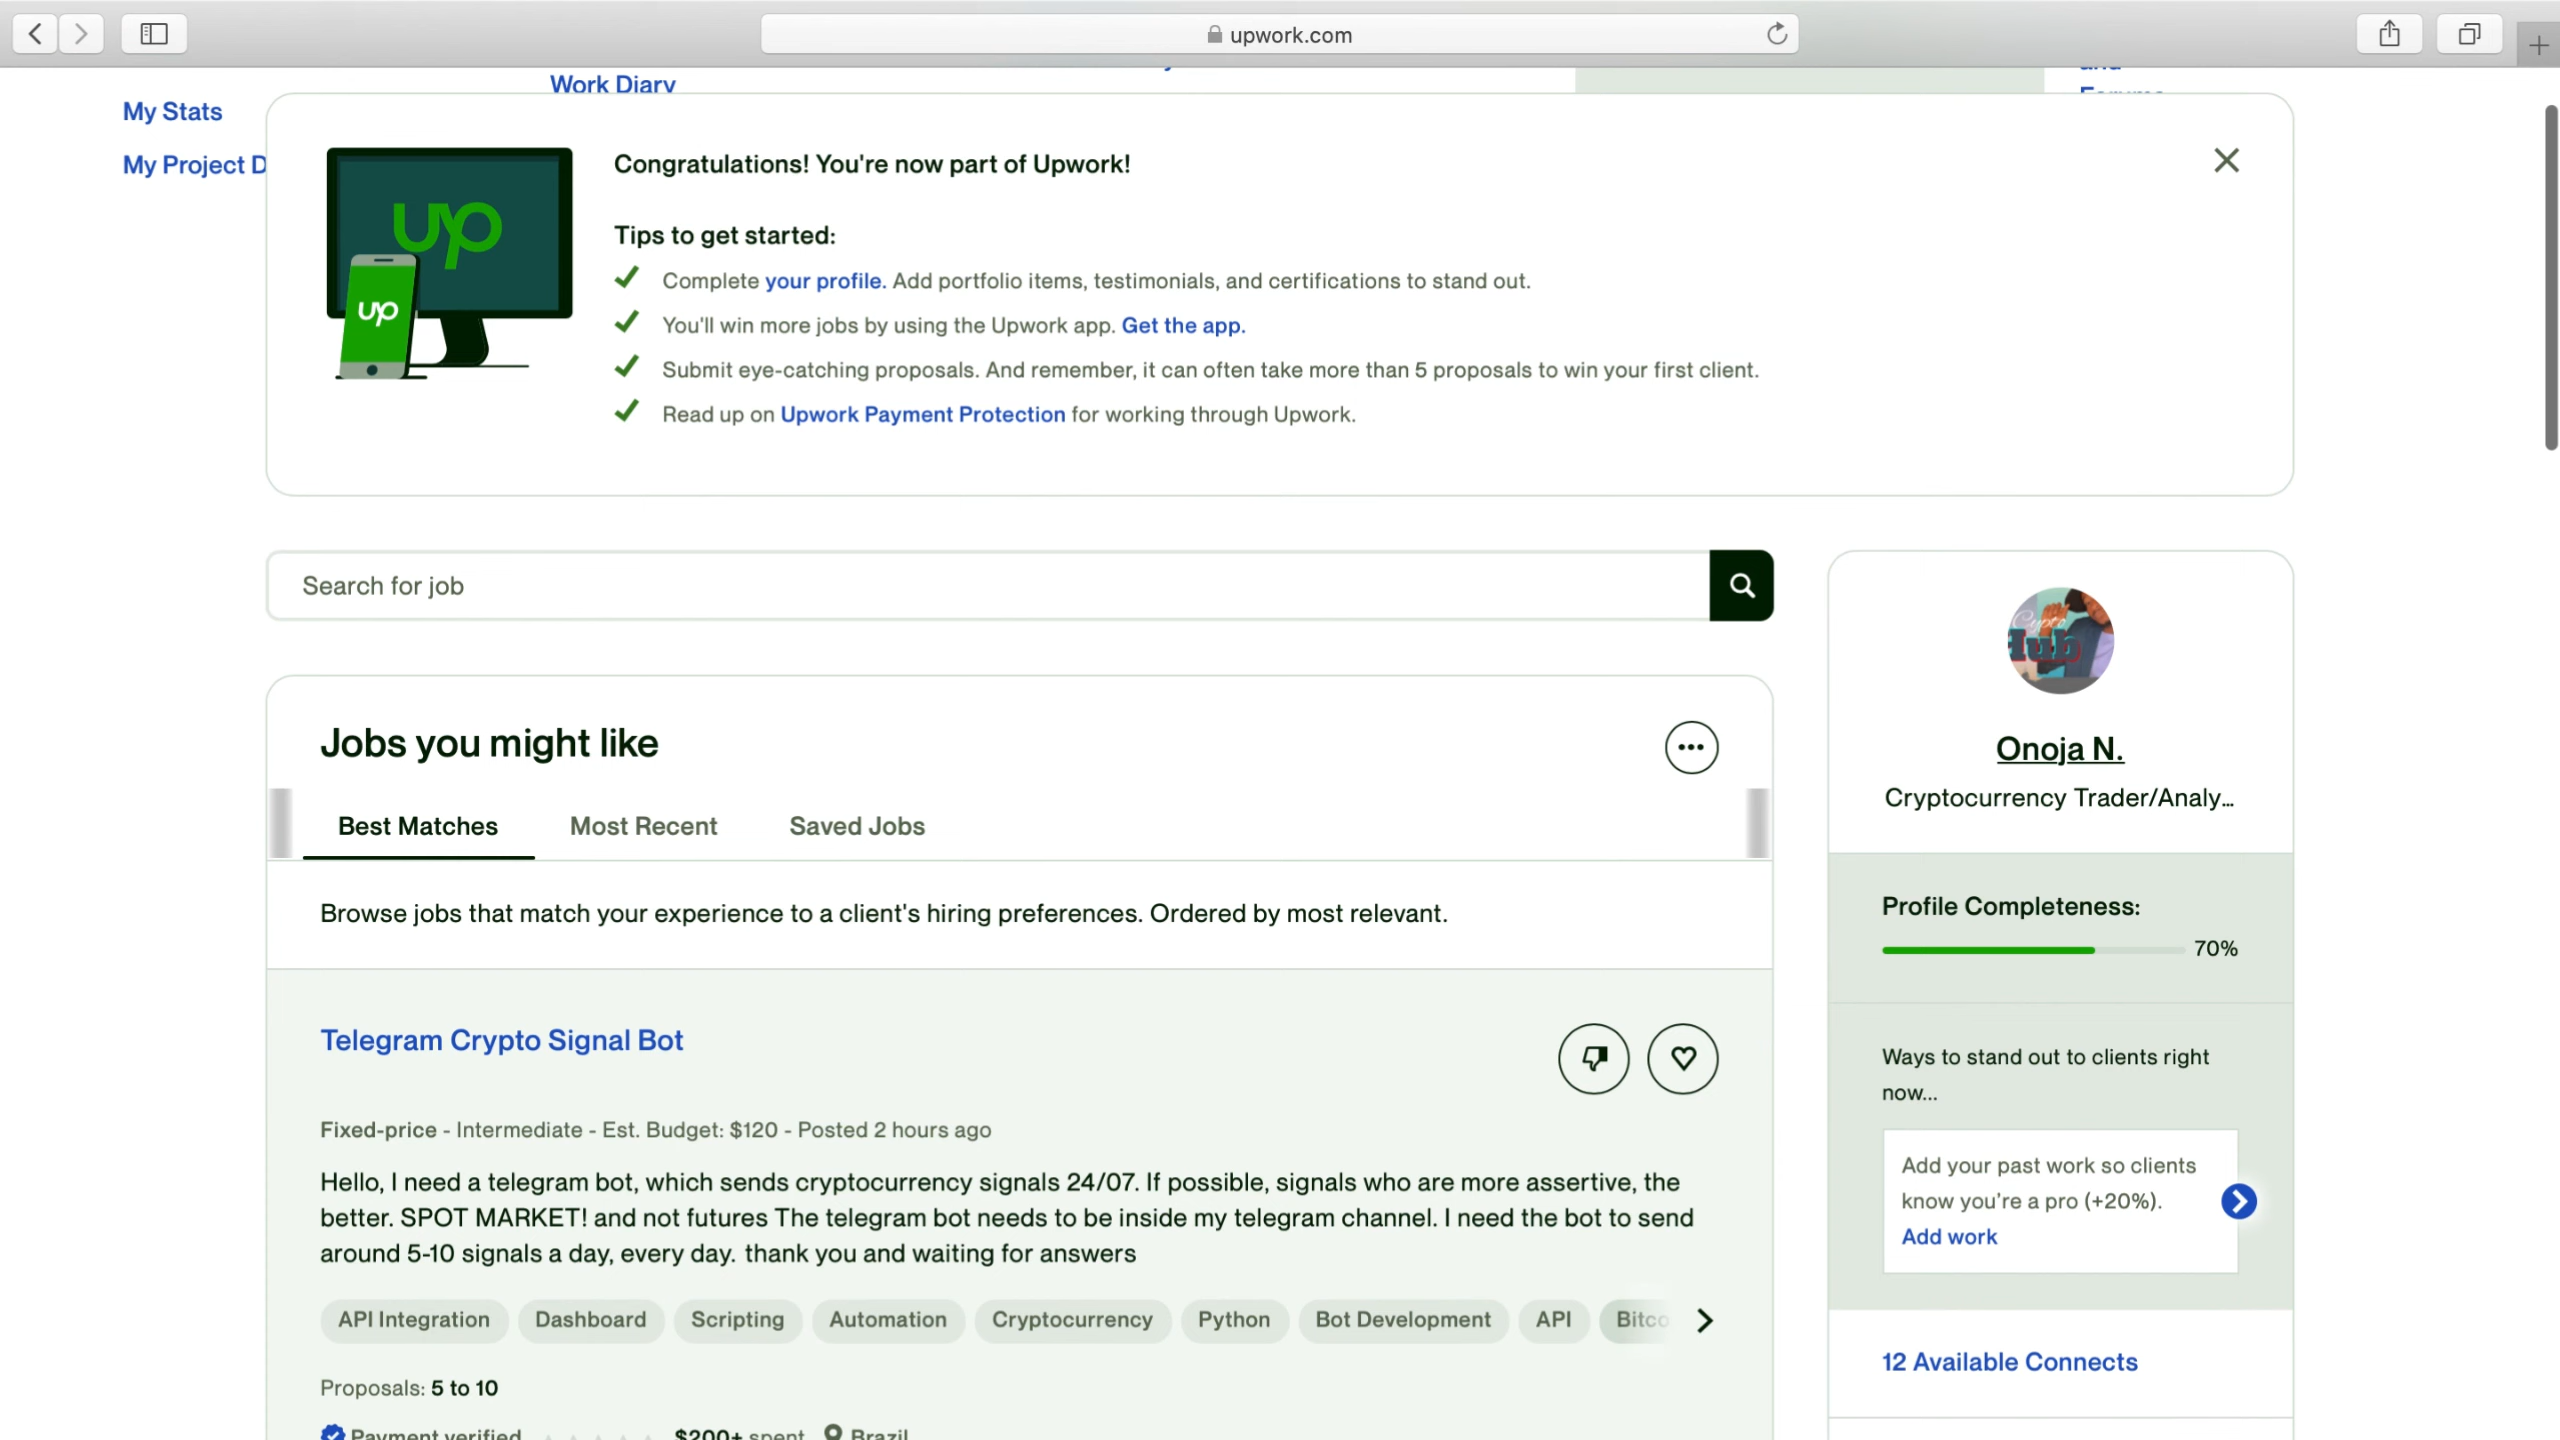 upwork.com
Work Diary
My Stats
My Project D
up
up
Congratulations! You're now part of Upwork!
Tips to get started:
Complete your profile. Add portfolio items, testimonials, and certifications to stand out.
You'll win more jobs by using the Upwork app. Get the app.
Submit eye-catching proposals. And remember, it can often take more than 5 proposals to win your first client.
Read up on Upwork Payment Protection for working through Upwork.
Search for job
Jobs you might like
Best Matches
Most Recent
Saved Jobs
Browse jobs that match your experience to a client's hiring preferences. Ordered by most relevant.
Telegram Crypto Signal Bot
Fixed-price - Intermediate - Est. Budget: $120 - Posted 2 hours ago
Hello, I need a telegram bot, which sends cryptocurrency signals 24/07. If possible, signals who are more assertive, the
better. SPOT MARKET! and not futures The telegram bot needs to be inside my telegram channel. I need the bot to send
around 5-10 signals a day, every day. thank you and waiting for answers
API Integration
Dashboard
Scripting
Automation
Cryptocurrency
Python
Bot Development
API
Bitco
Proposals: 5 to 10
Payment verified
$200+ spent
Brazil
Crypto
Hub
Onoja N.
Cryptocurrency Trader/Analy...
Profile Completeness:
70%
Ways to stand out to clients right
now...
Add your past work so clients
know you're a pro (+20%).
Add work
12 Available Connects